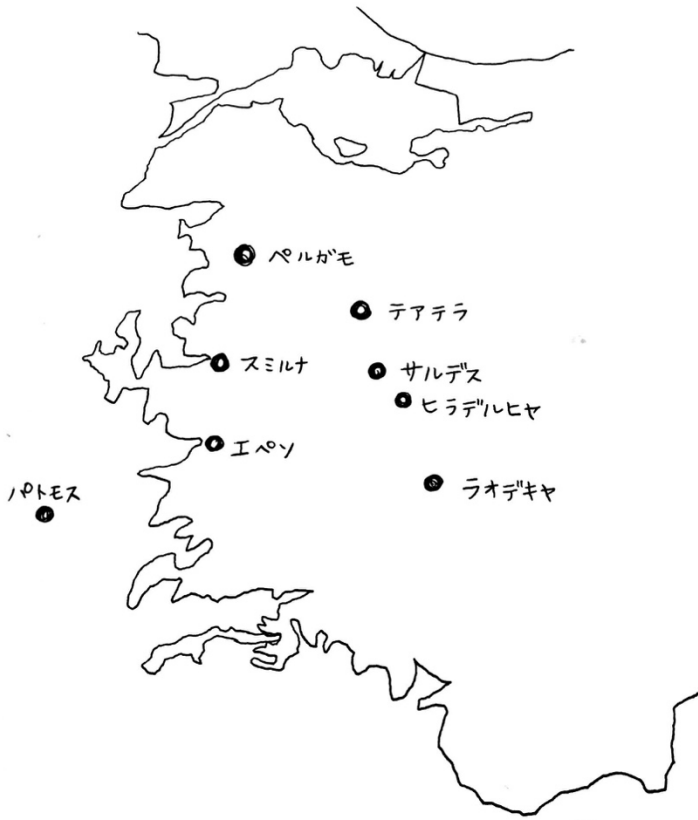 ペルガモ
テアテラ
スミルナ
サルデス
ヒラデルヒヤ
エペソ
ラオデキヤ
パトモス